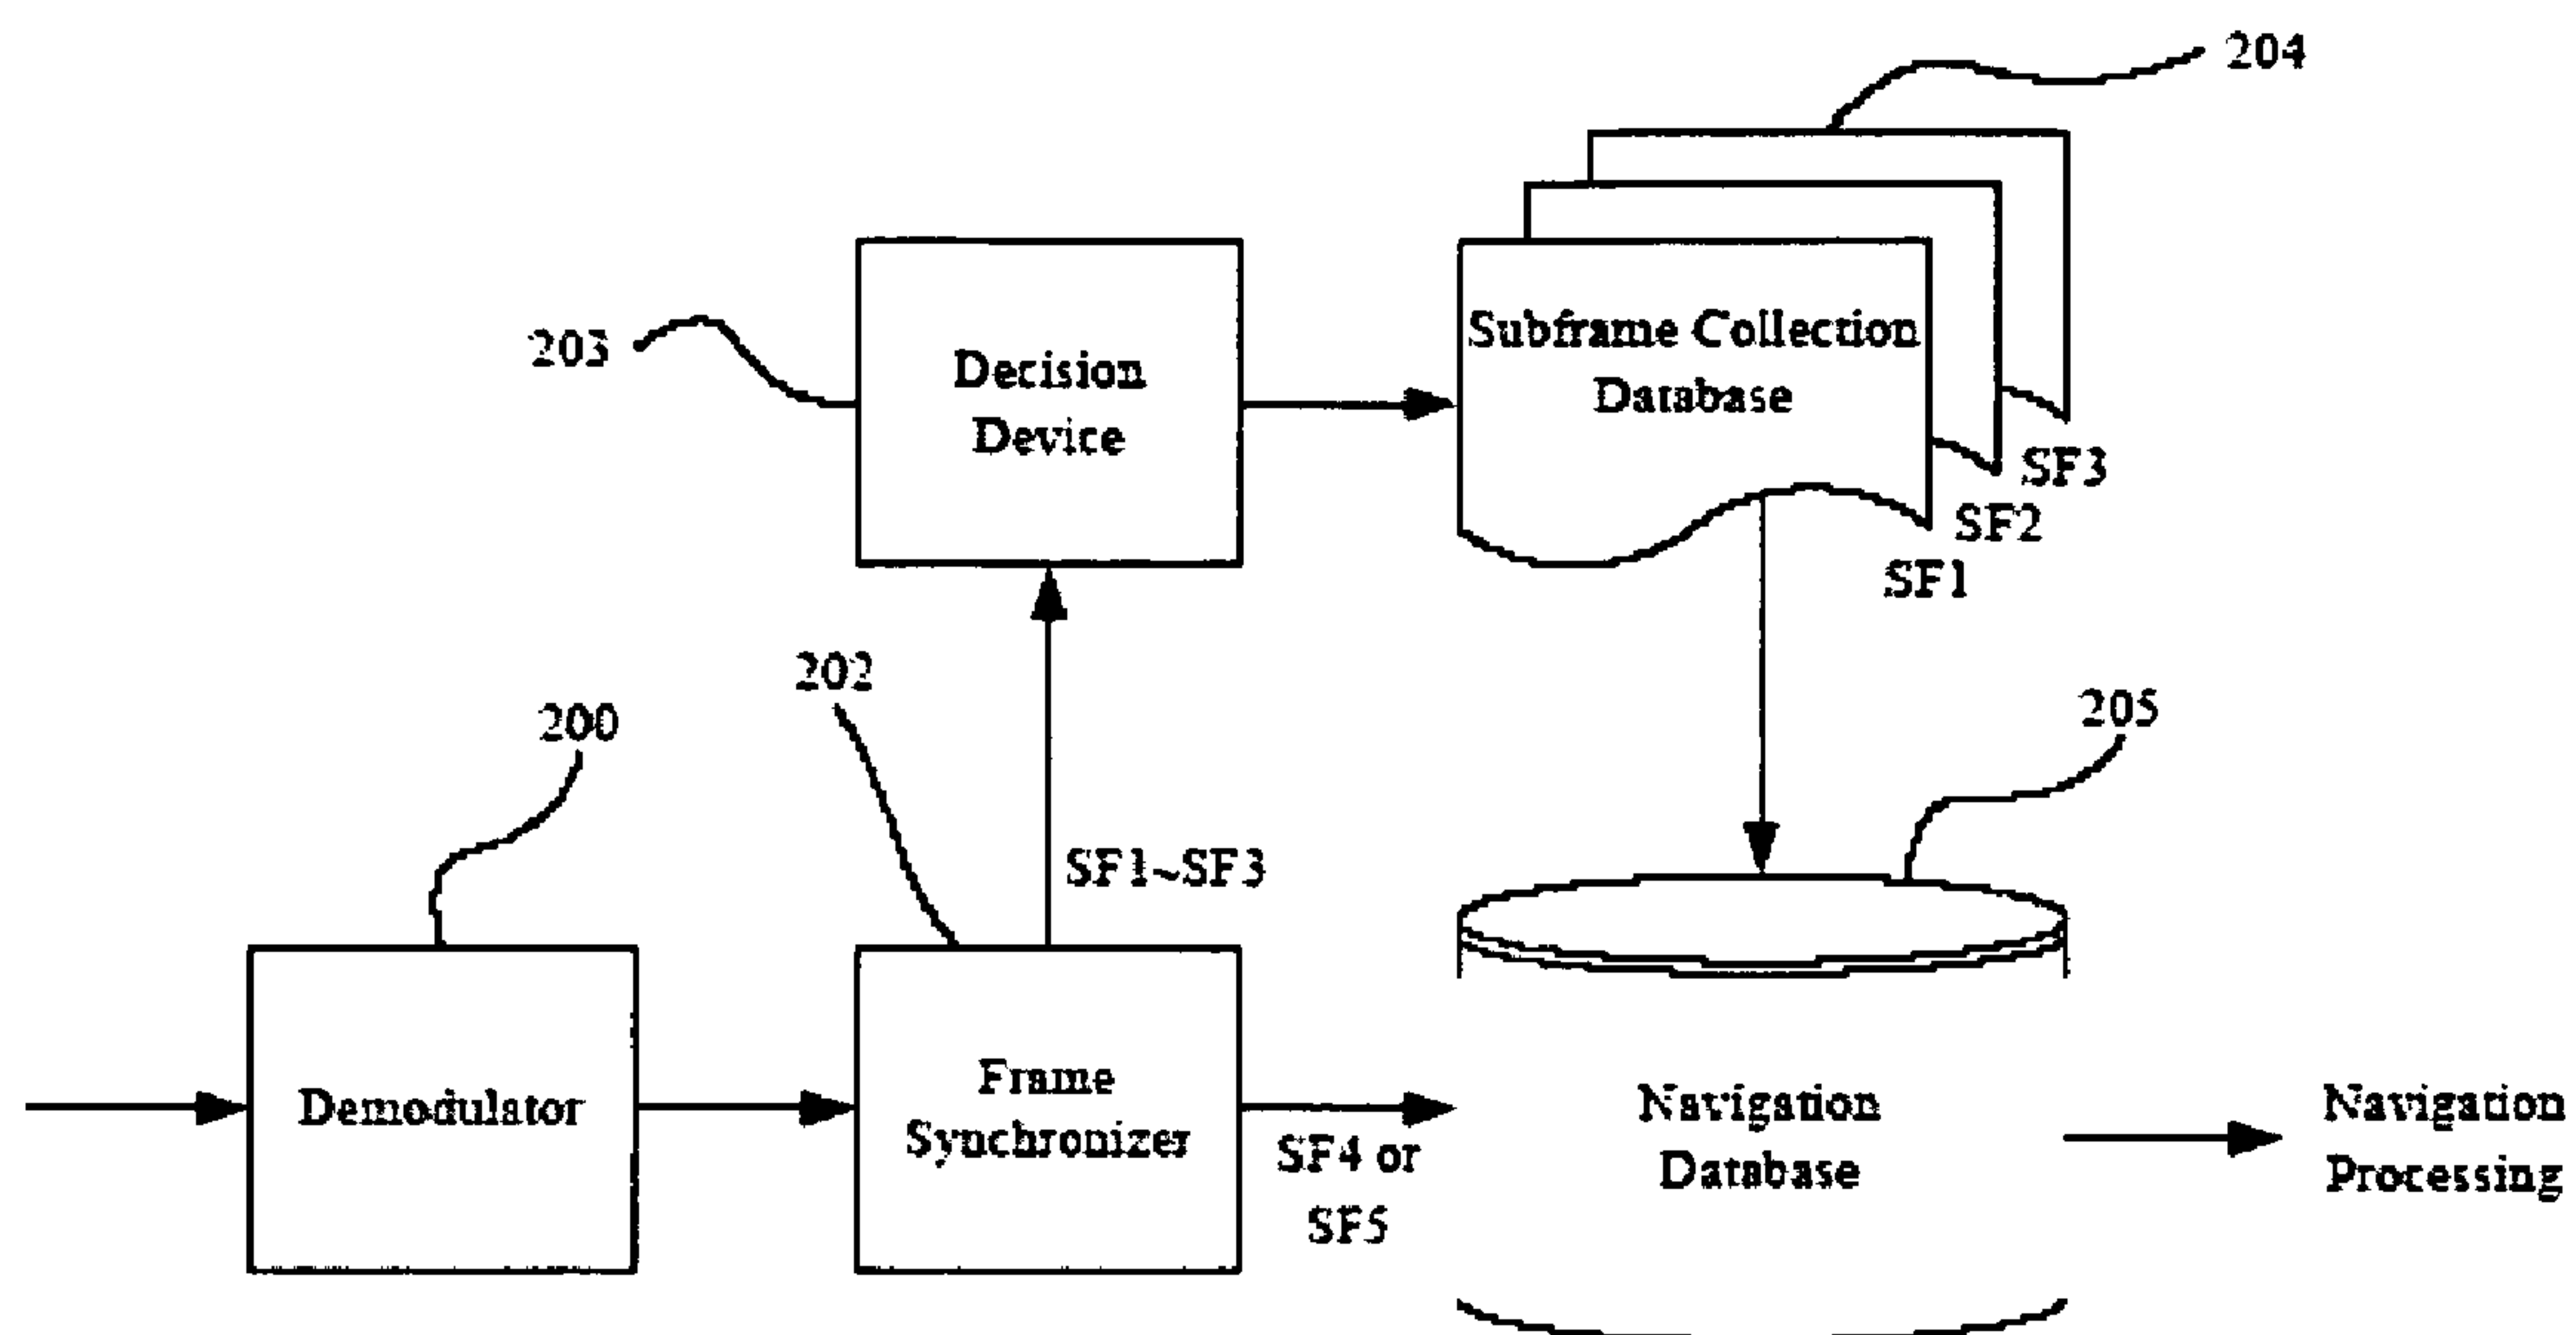 204
203
Decision
Device
Subframe Collection
Database
SF3
SF2
SF1
202
200
205
SF1~SF3
Demodulator
Frame
Synchronizer
SF4 or
SF5
Navigation
Database
Navigation
Processing